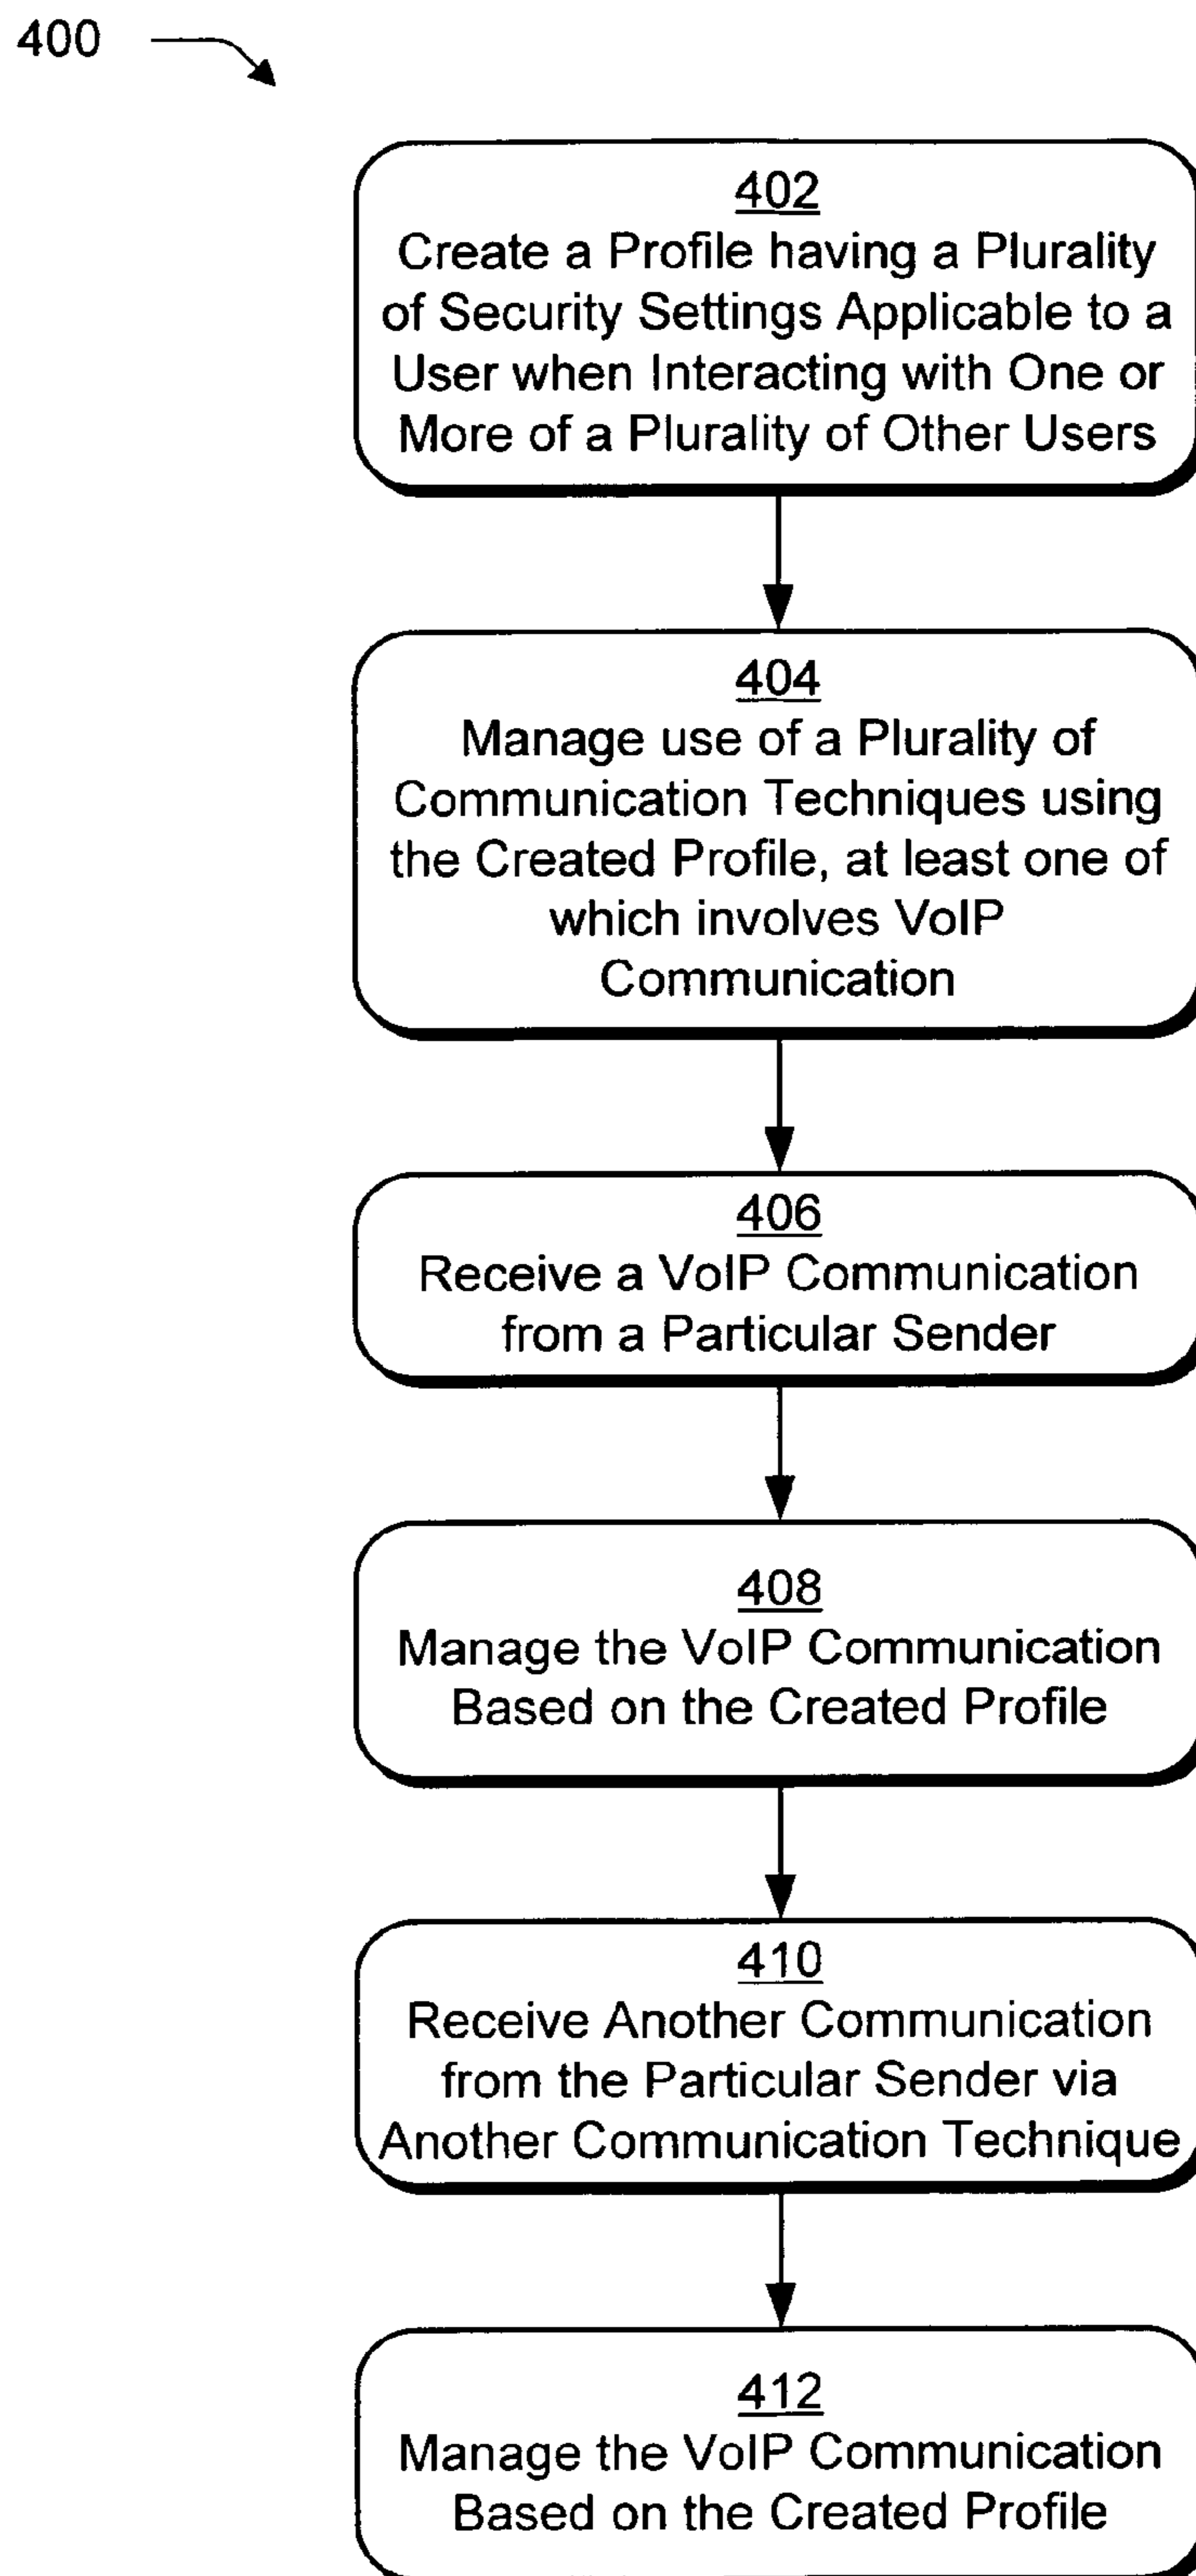 400
402
Create a Profile having a Plurality
of Security Settings Applicable to a
User when Interacting with One or
More of a Plurality of Other Users
404
Manage use of a Plurality of
Communication Techniques using
the Created Profile, at least one of
which involves VoIP
Communication
406
Receive a VoIP Communication
from a Particular Sender
408
Manage the VoIP Communication
Based on the Created Profile
410
Receive Another Communication
from the Particular Sender via
Another Communication Technique
412
Manage the VoIP Communication
Based on the Created Profile